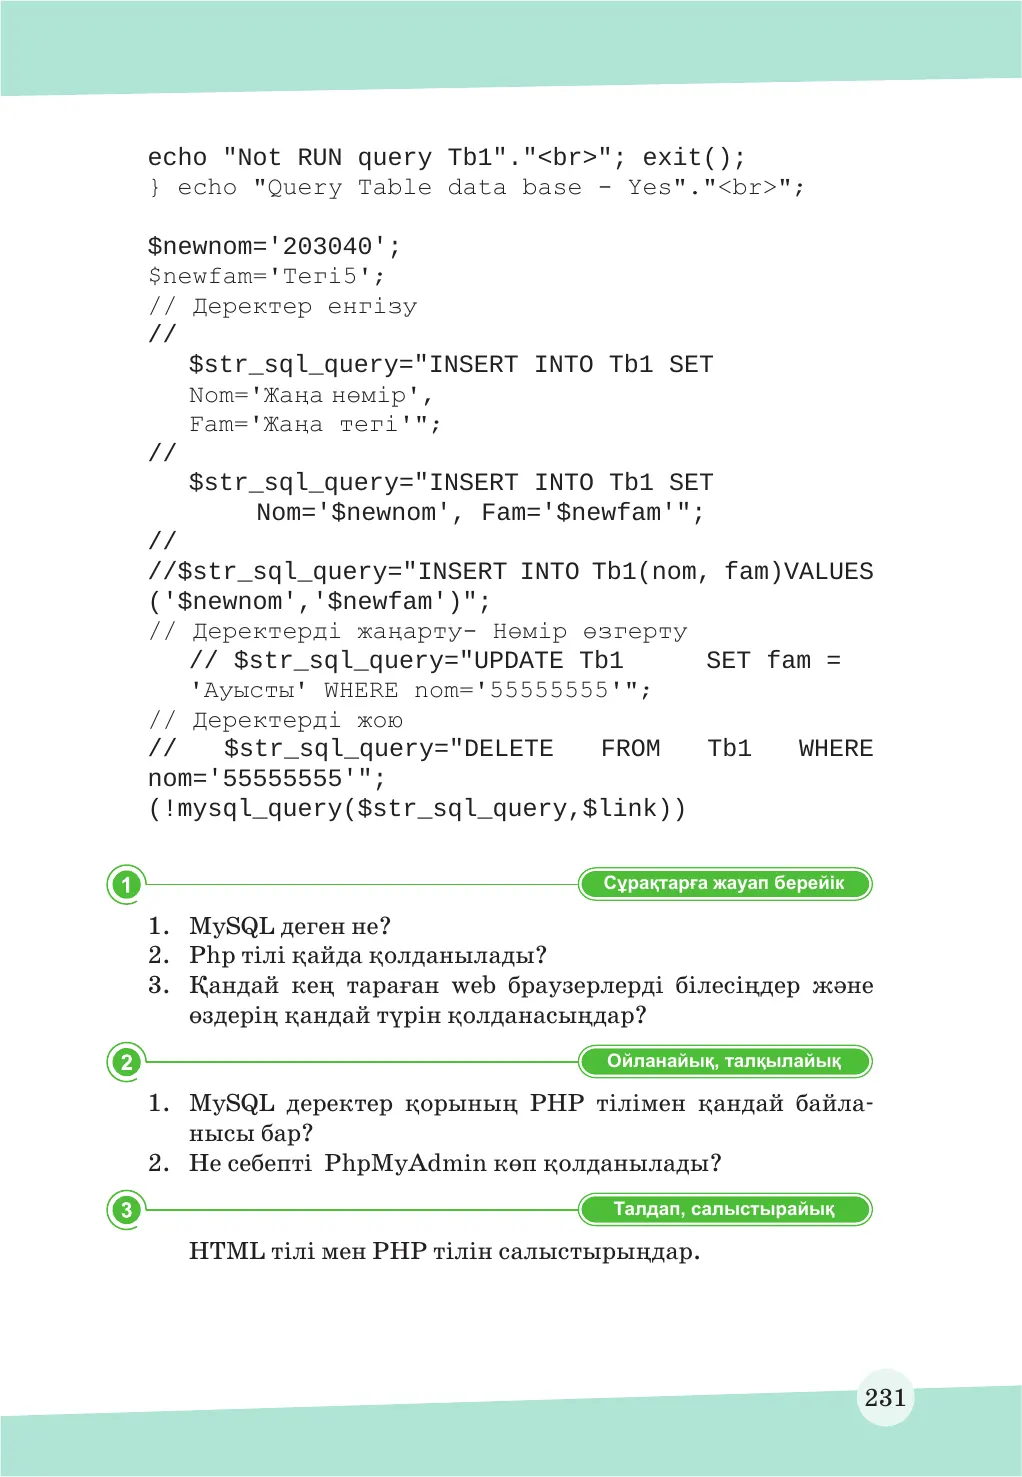 echo "Not RUN query Tb1"."<br>"; exit();
} echo "Query Table data base - Yes"."<br>";
$newnom='203040';
$newfam='Тегі5';
// Деректер енгізу
//
$str_sql_query="INSERT INTO Tb1 SET
Nom='Жаңа нөмір',
Fam='Жаңа тегі'";
//
$str_sql_query="INSERT INTO Tb1 SET
Nom='$newnom', Fam='$newfam'";
//
//$str_sql_query="INSERT INTO Tb1(nom, fam)VALUES
('$newnom','$newfam')";
// Деректерді жаңарту- Нөмір өзгерту
// $str_sql_query="UPDATE Tb1 SET fam =
'Ауысты' WHERE nom='55555555'";
// Деректерді жою
// $str_sql_query="DELETE FROM Tb1 WHERE
nom='55555555'";
(!mysql_query($str_sql_query,$link))
1 Сұрақтарға жауап берейік
1. MySQL деген не?
2. Php тілі қайда қолданылады?
3. Қандай кең тараған web браузерлерді білесіңдер және
өздерің қандай түрін қолданасыңдар?
2 Ойланайық, талқылайық
1. MySQL деректер қорының PHP тілімен қандай байла-
нысы бар?
2. Не себепті PhpMyAdmin көп қолданылады?
3 Талдап, салыстырайық
HTML тілі мен PHP тілін салыстырыңдар.
231